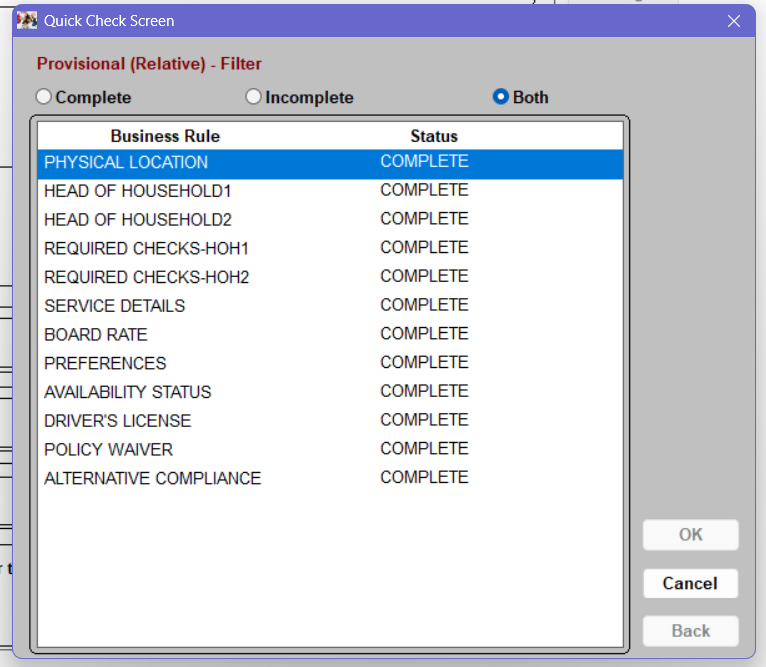 Quick Check Screen
Provisional (Relative) - Filter
Complete Incomplete Both
Business Rule Status
PHYSICAL LOCATION COMPLETE
HEAD OF HOUSEHOLD1 COMPLETE
HEAD OF HOUSEHOLD2 COMPLETE
REQUIRED CHECKS-HOH1 COMPLETE
REQUIRED CHECKS-HOH2 COMPLETE
SERVICE DETAILS COMPLETE
BOARD RATE COMPLETE
PREFERENCES COMPLETE
AVAILABILITY STATUS COMPLETE
DRIVER'S LICENSE COMPLETE
POLICY WAIVER COMPLETE
ALTERNATIVE COMPLIANCE COMPLETE
OK
Cancel
Back